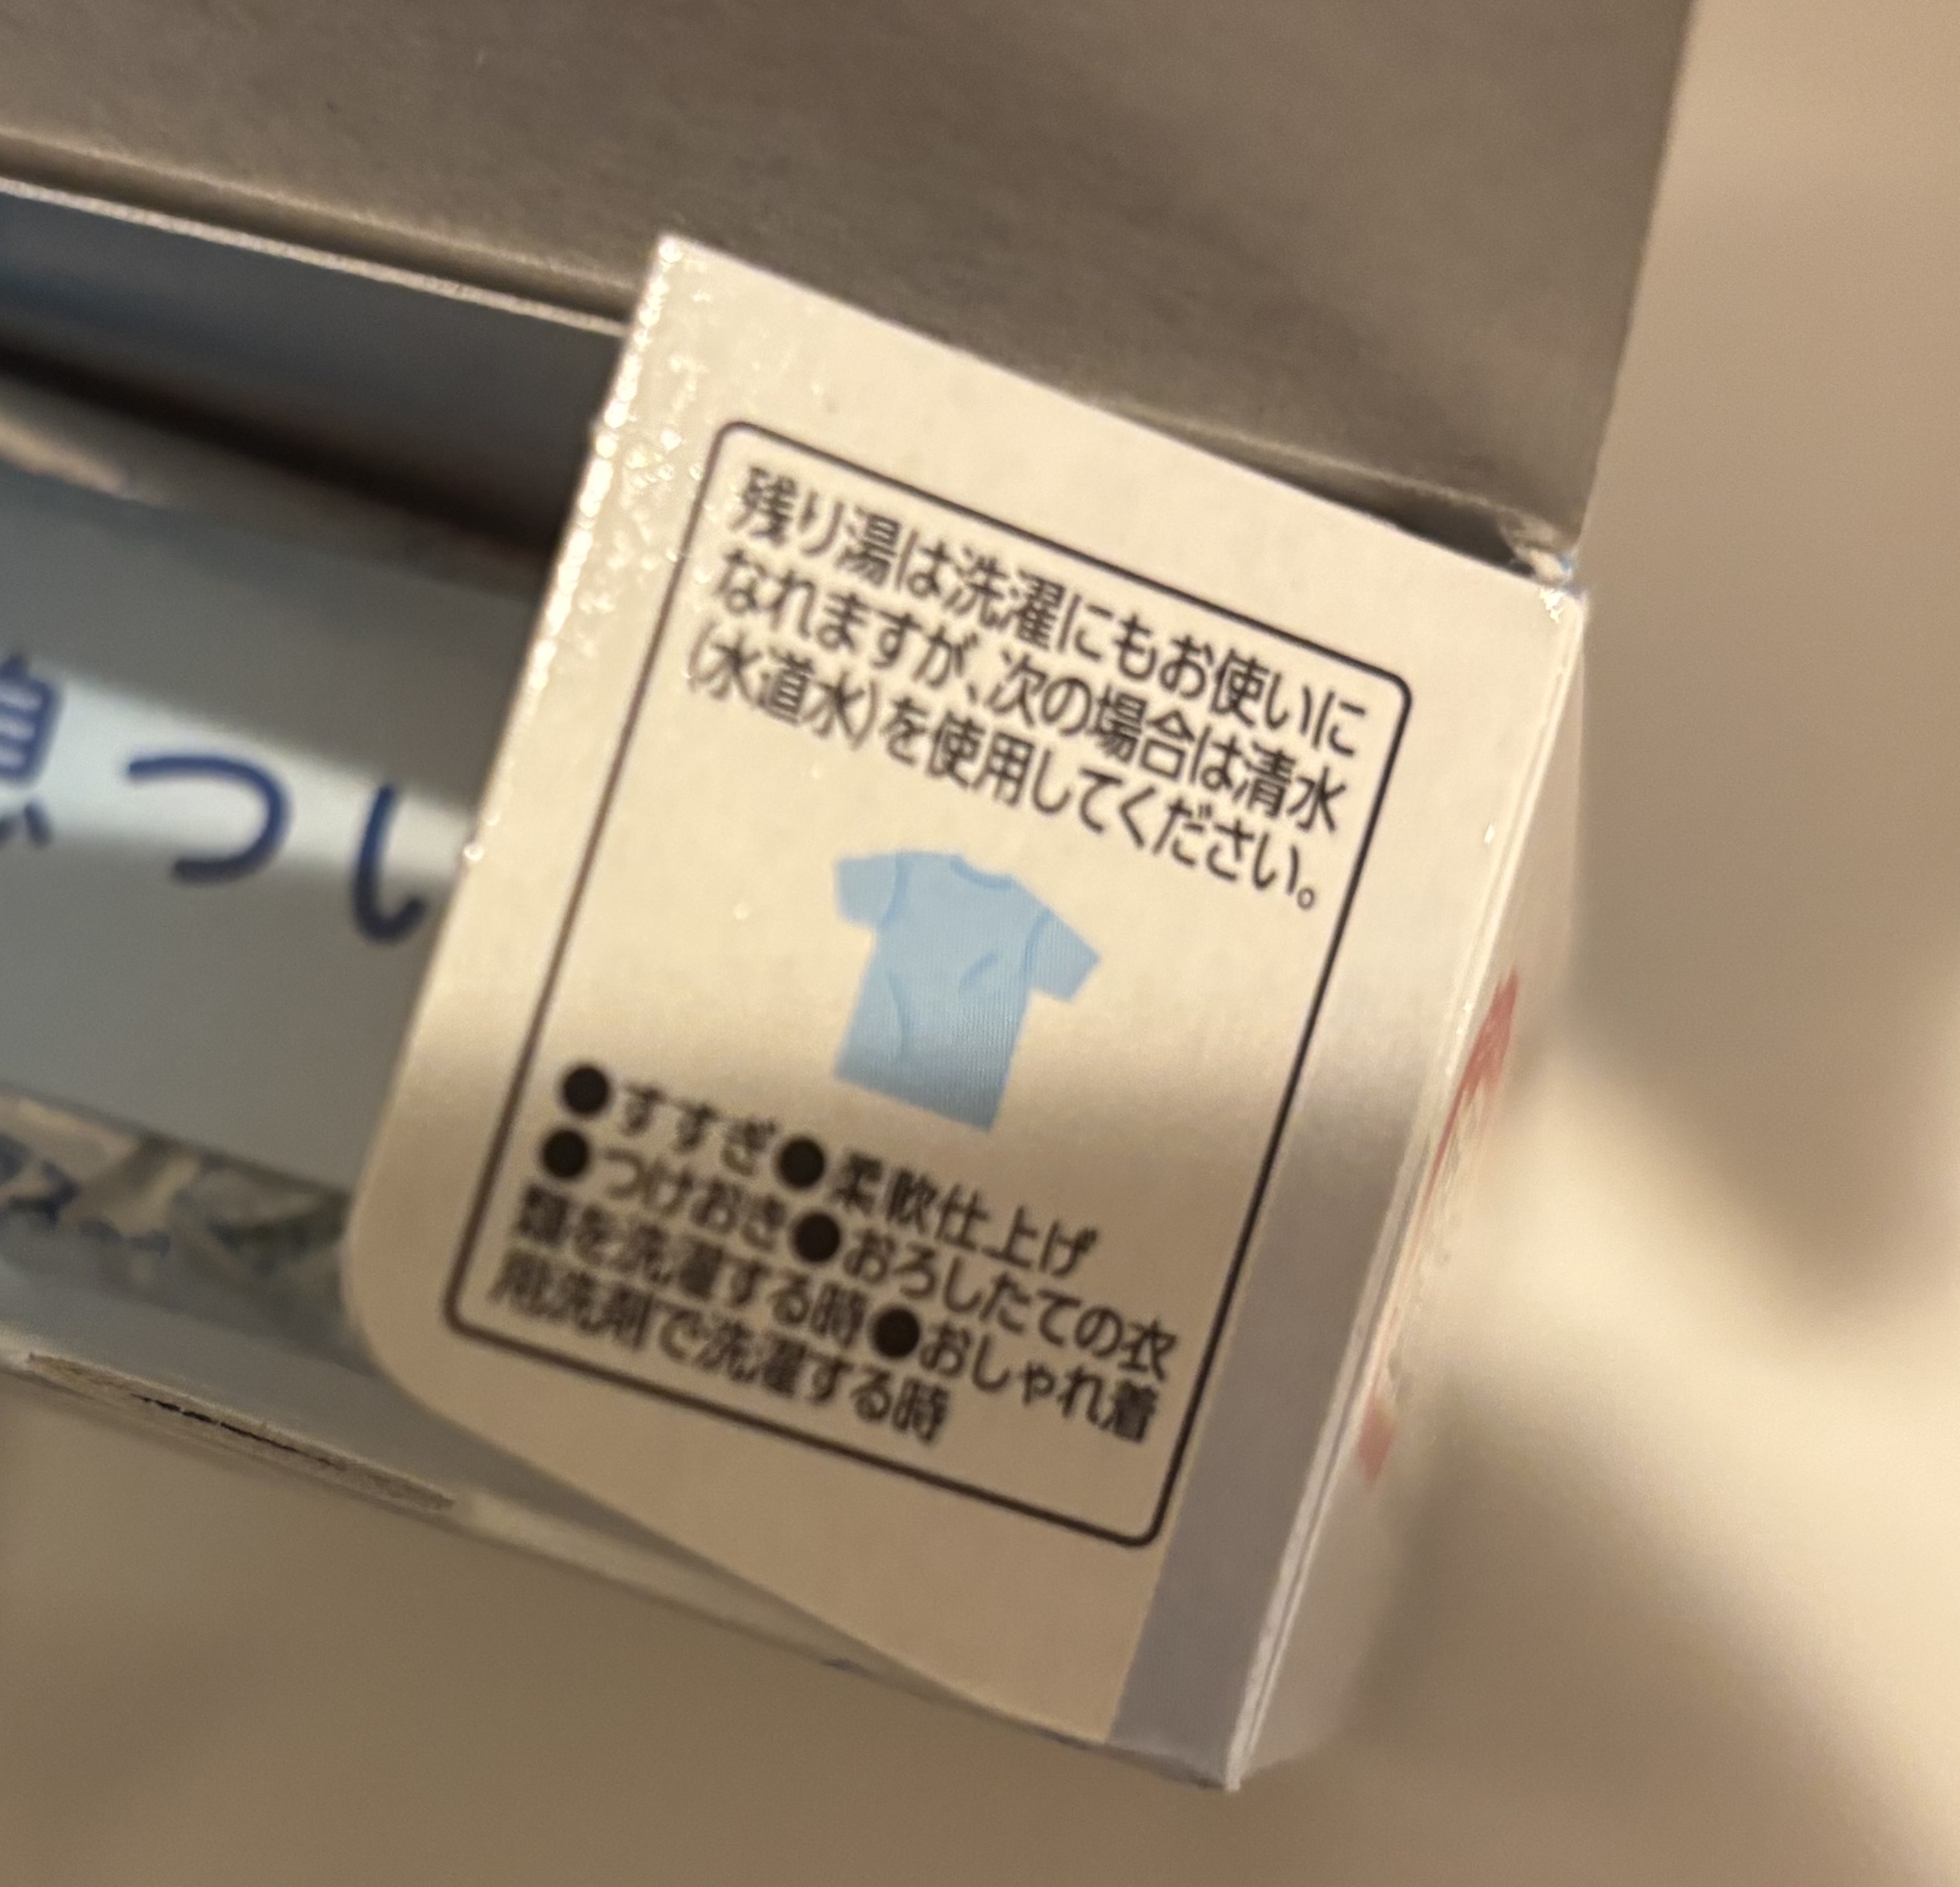 残り湯は洗濯にもお使いに
なれますが、次の場合は清水
(水道水)を使用してください。
●すすぎ●柔軟仕上げ
●つけおき●おろしたての衣
類を洗濯する時●おしゃれ着
用洗剤で洗濯する時